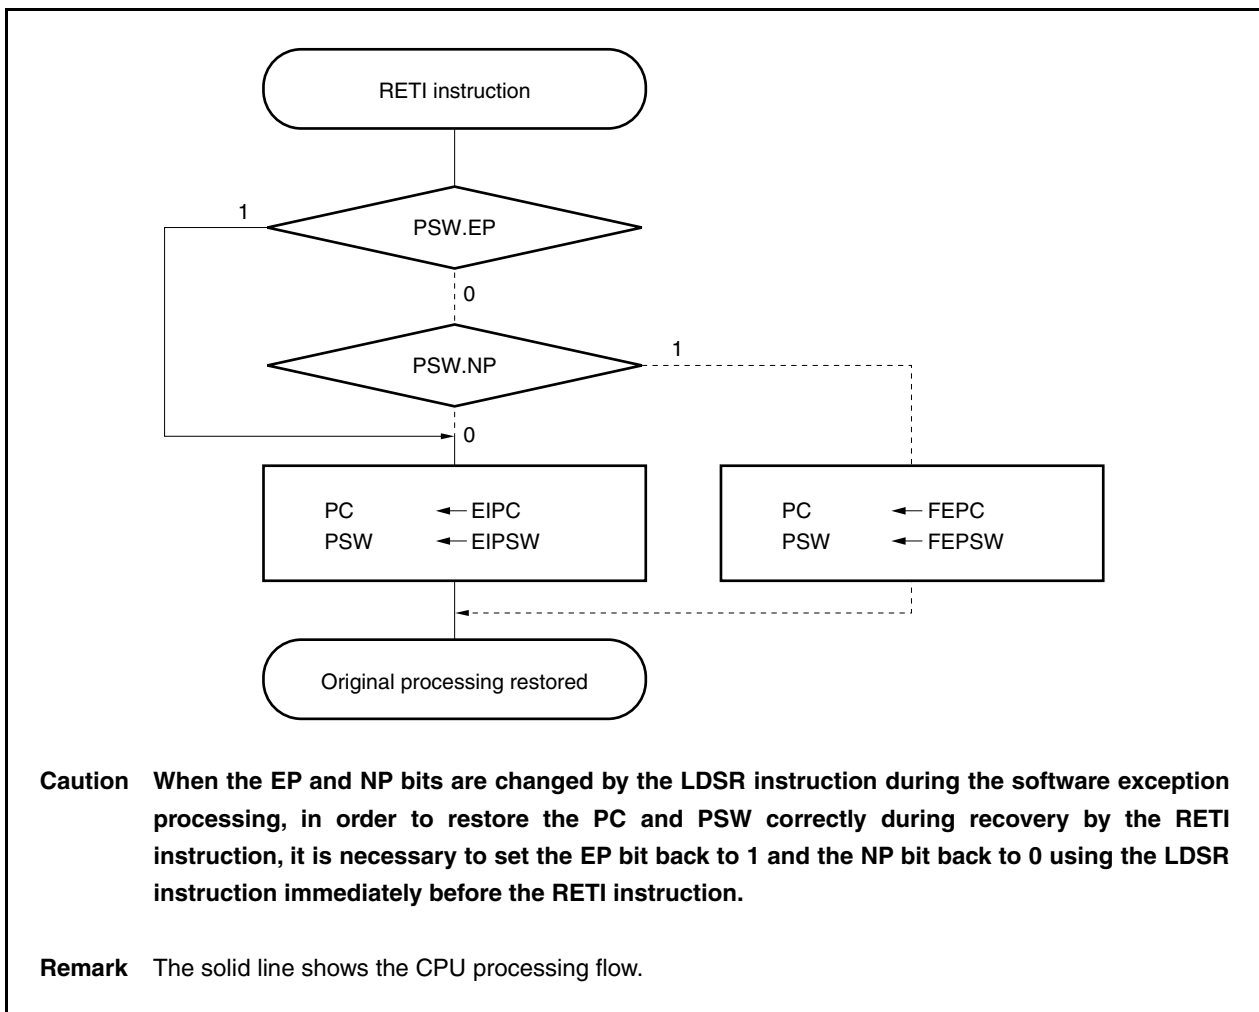 RETI instruction
1
PSW.EP
0
PSW.NP
1
0
PC ← EIPC
PSW ← EIPSW
PC ← FEPC
PSW ← FEPSW
Original processing restored
Caution When the EP and NP bits are changed by the LDSR instruction during the software exception
processing, in order to restore the PC and PSW correctly during recovery by the RETI
instruction, it is necessary to set the EP bit back to 1 and the NP bit back to 0 using the LDSR
instruction immediately before the RETI instruction.
Remark The solid line shows the CPU processing flow.